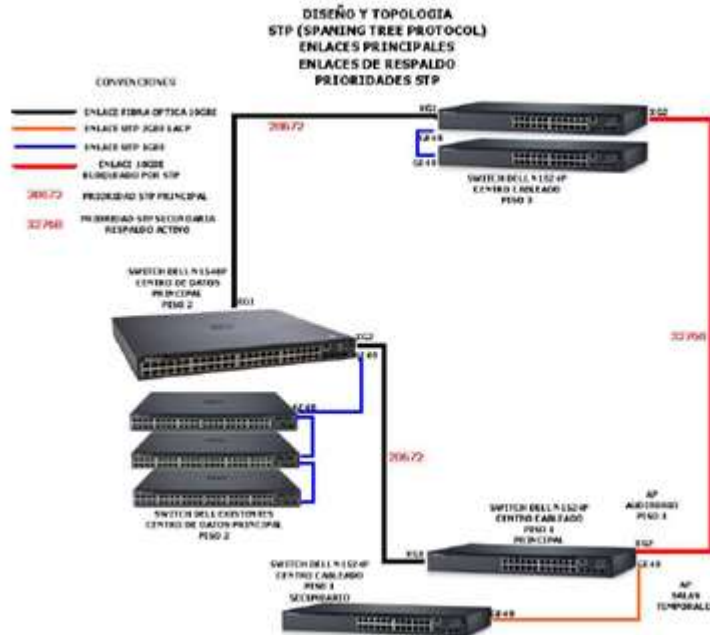 DISEÑO Y TOPOLOGIA
STP (SPANING TREE PROTOCOL)
ENLACES PRINCIPALES
ENLACES DE RESPALDO
PRIORIDADES STP
CONVENCIONES
ENLACE FIBRA OPTICA 10GBE
ENLACE UTP 2GBE LACP
ENLACE UTP 1GBE
ENLACE 10GBE
BLOQUEADO POR STP
28672 PRIORIDAD STP PRINCIPAL
32768 PRIORIDAD STP SECUNDARIA
RESPALDO ACTIVO
XG1
XG2
28672
GE48
GE48
SWITCH DELL N1524P
CENTRO CABLEADO
PISO 3
SWITCH DELL N1548P
CENTRO DE DATOS
PRINCIPAL
PISO 2
XG1
XG2
GE48
32768
GE48
28672
SWITCH DELL EXISTENTES
CENTRO DE DATOS PRINCIPAL
PISO 2
SWITCH DELL N1524P
CENTRO CABLEADO
PISO 1
PRINCIPAL
AP
AUDITORIO
PISO 1
XG1
XG2
GE48
SWITCH DELL N1524P
CENTRO CABLEADO
PISO 1
SECUNDARIO
GE48
AP
SALAS